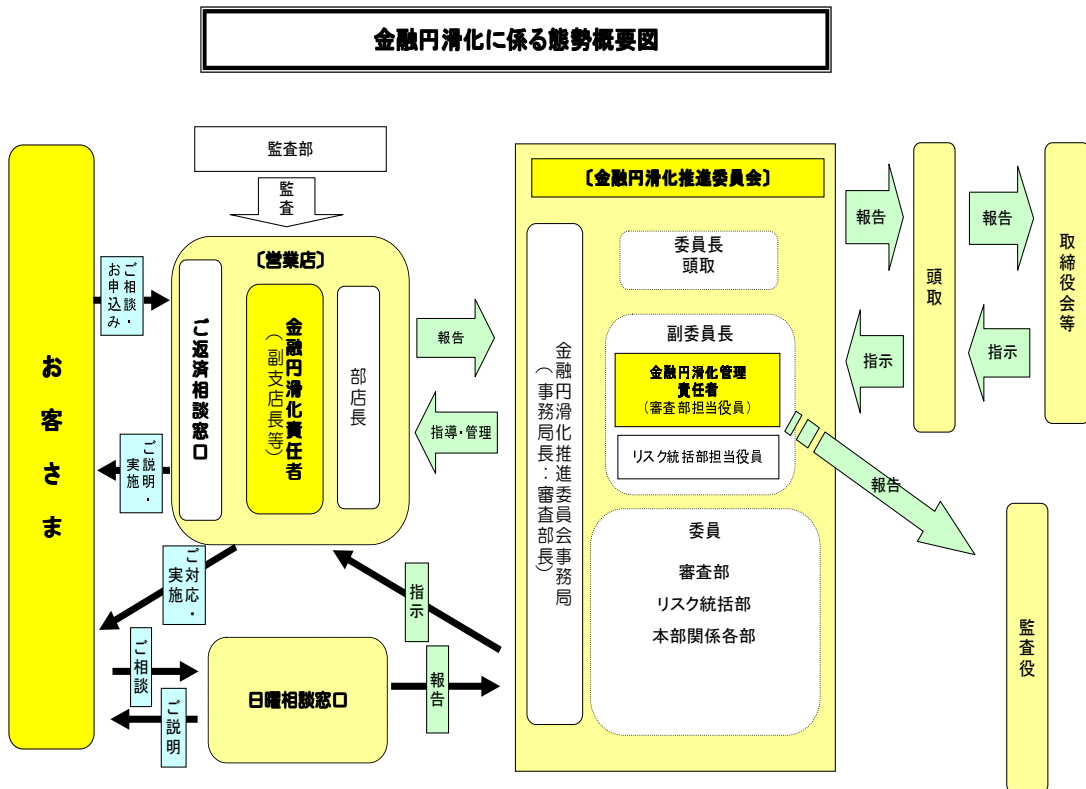 金融円滑化に係る態勢概要図
お客さま
監査部
監査
〔営業店〕
ご返済相談窓口
金融円滑化責任者
（副支店長等）
部店長
ご相談・
お申込み
ご説明・
実施
ご対応・
実施
ご相談
ご説明
日曜相談窓口
報告
指導・管理
指示
報告
〔金融円滑化推進委員会〕
金融円滑化推進委員会事務局
（事務局長：審査部長）
委員長
頭取
副委員長
金融円滑化管理
責任者
（審査部担当役員）
リスク統括部担当役員
委員
審査部
リスク統括部
本部関係各部
報告
指示
頭取
報告
指示
取締役会等
報告
監査役